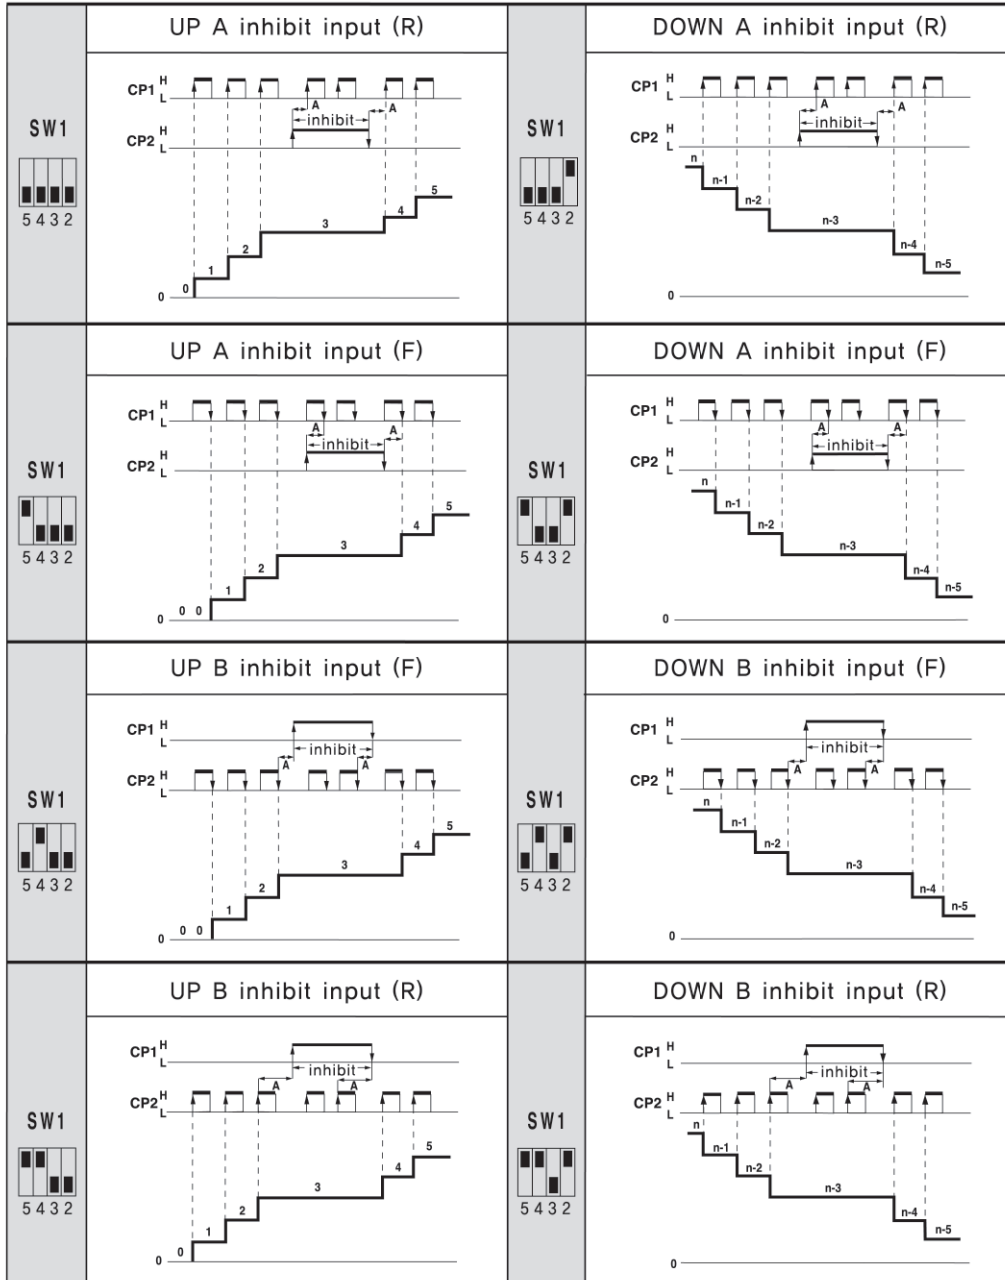 UP A inhibit input (R)
SW1
5 4 3 2
CP1 H
L
A
A
inhibit
CP2 H
L
0
0
1
2
3
4
5
DOWN A inhibit input (R)
SW1
5 4 3 2
CP1 H
L
A
A
inhibit
CP2 H
L
n
n-1
n-2
n-3
n-4
n-5
0
UP A inhibit input (F)
SW1
5 4 3 2
CP1 H
L
A
A
inhibit
CP2 H
L
0
0 0
1
2
3
4
5
DOWN A inhibit input (F)
SW1
5 4 3 2
CP1 H
L
A
A
inhibit
CP2 H
L
n
n-1
n-2
n-3
n-4
n-5
0
UP B inhibit input (F)
SW1
5 4 3 2
CP1 H
L
inhibit
A
A
CP2 H
L
0
0 0
1
2
3
4
5
DOWN B inhibit input (F)
SW1
5 4 3 2
CP1 H
L
inhibit
A
A
CP2 H
L
n
n-1
n-2
n-3
n-4
n-5
0
UP B inhibit input (R)
SW1
5 4 3 2
CP1 H
L
inhibit
A
A
CP2 H
L
0
0
1
2
3
4
5
DOWN B inhibit input (R)
SW1
5 4 3 2
CP1 H
L
inhibit
A
A
CP2 H
L
n
n-1
n-2
n-3
n-4
n-5
0